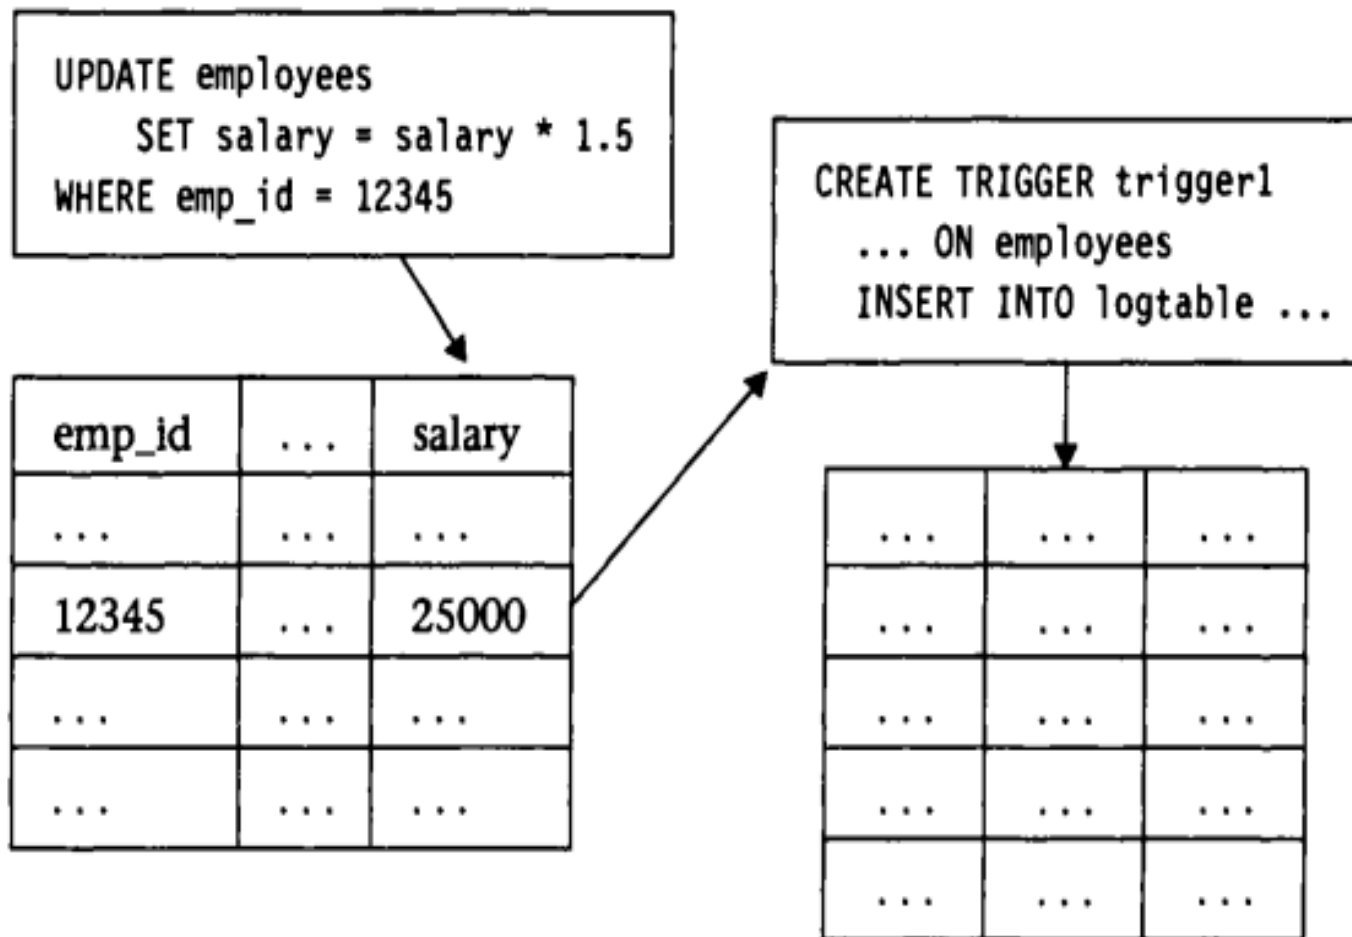 UPDATE employees
SET salary = salary * 1.5
WHERE emp_id = 12345
CREATE TRIGGER trigger1
... ON employees
INSERT INTO logtable ...
emp_id ... salary
... ... ...
12345 ... 25000
... ... ...
... ... ...
... ... ...
... ... ...
... ... ...
... ... ...
... ... ...